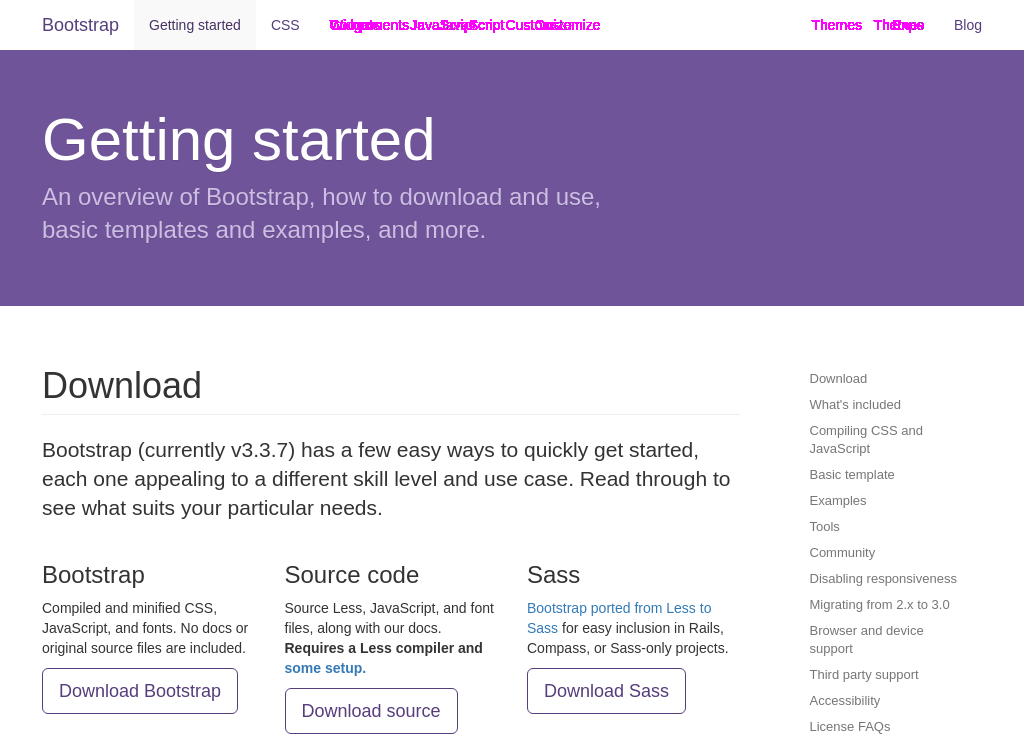 Bootstrap
Getting started
CSS
Themes
Blog
Getting started
An overview of Bootstrap, how to download and use,
basic templates and examples, and more.
Download
Bootstrap (currently v3.3.7) has a few easy ways to quickly get started,
each one appealing to a different skill level and use case. Read through to
see what suits your particular needs.
Bootstrap
Compiled and minified CSS,
JavaScript, and fonts. No docs or
original source files are included.
Download Bootstrap
Source code
Source Less, JavaScript, and font
files, along with our docs.
Requires a Less compiler and
some setup.
Download source
Sass
Bootstrap ported from Less to
Sass for easy inclusion in Rails,
Compass, or Sass-only projects.
Download Sass
Download
What's included
Compiling CSS and
JavaScript
Basic template
Examples
Tools
Community
Disabling responsiveness
Migrating from 2.x to 3.0
Browser and device
support
Third party support
Accessibility
License FAQs